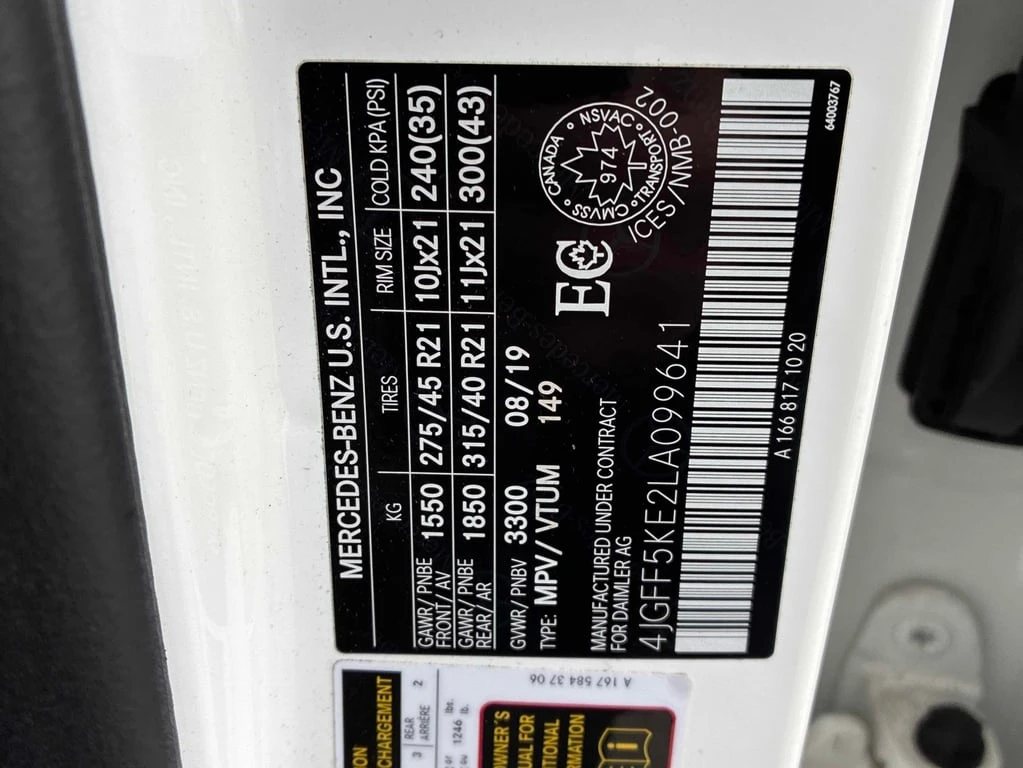 MERCEDES-BENZ U.S. INTL., INC
KG TIRES RIM SIZE COLD KPA (PSI)
GAWR/ PNBE FRONT/ AV 1550 275/45 R21 10Jx21 240(35)
GAWR/ PNBE REAR/ AR 1850 315/40 R21 11Jx21 300(43)
GVWR/ PNBV 3300 08/19
TYPE: MPV/ VTUM 149
MANUFACTURED UNDER CONTRACT
FOR DAIMLER AG
EC
CANADA • NSVAC • TRANSPORT • CMVSS
974
ICES/NMB-002
4JGFF5KE2LA099641
A 166 817 10 20
64003767
CHARGEMENT
3 REAR ARRIÈRE 2
1246 lbs. lb.
ou
A 167 584 37 06
OWNER'S